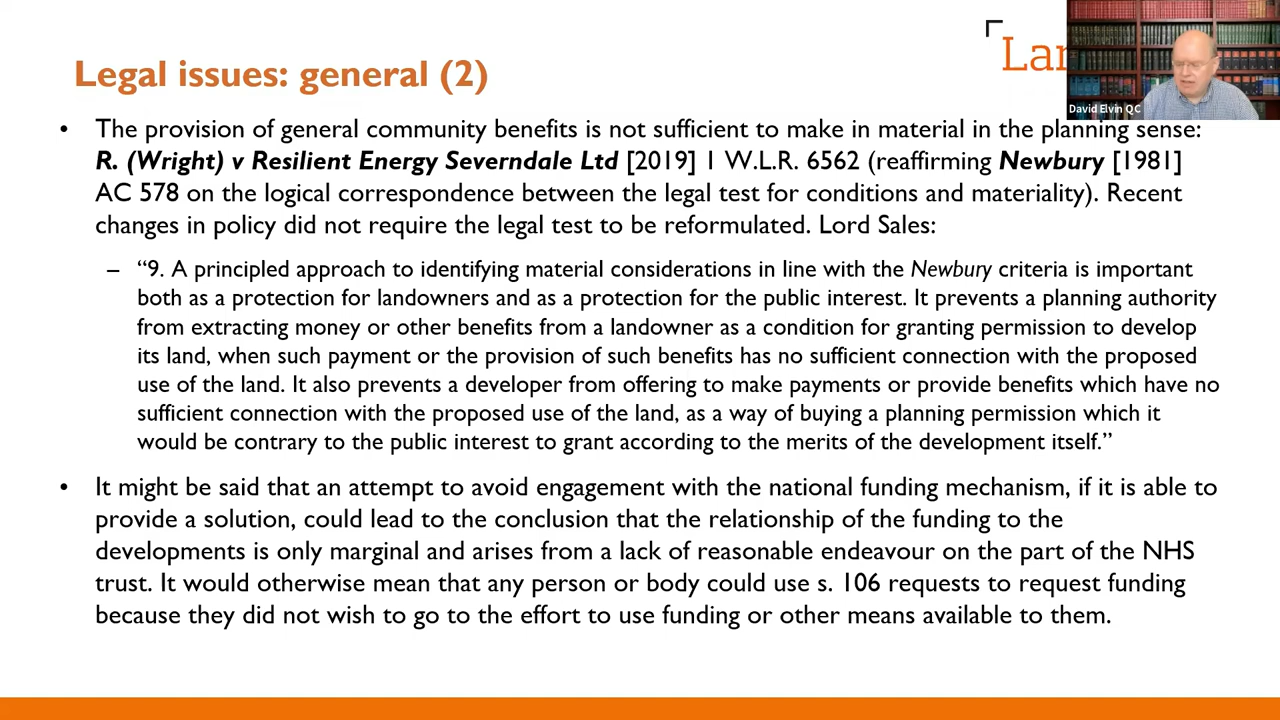 Legal issues: general (2)
Lan
David Elvin QC
• The provision of general community benefits is not sufficient to make in material in the planning sense:
R. (Wright) v Resilient Energy Severndale Ltd [2019] 1 W.L.R. 6562 (reaffirming Newbury [1981]
AC 578 on the logical correspondence between the legal test for conditions and materiality). Recent
changes in policy did not require the legal test to be reformulated. Lord Sales:
– “9. A principled approach to identifying material considerations in line with the Newbury criteria is important
both as a protection for landowners and as a protection for the public interest. It prevents a planning authority
from extracting money or other benefits from a landowner as a condition for granting permission to develop
its land, when such payment or the provision of such benefits has no sufficient connection with the proposed
use of the land. It also prevents a developer from offering to make payments or provide benefits which have no
sufficient connection with the proposed use of the land, as a way of buying a planning permission which it
would be contrary to the public interest to grant according to the merits of the development itself.”
• It might be said that an attempt to avoid engagement with the national funding mechanism, if it is able to
provide a solution, could lead to the conclusion that the relationship of the funding to the
developments is only marginal and arises from a lack of reasonable endeavour on the part of the NHS
trust. It would otherwise mean that any person or body could use s. 106 requests to request funding
because they did not wish to go to the effort to use funding or other means available to them.